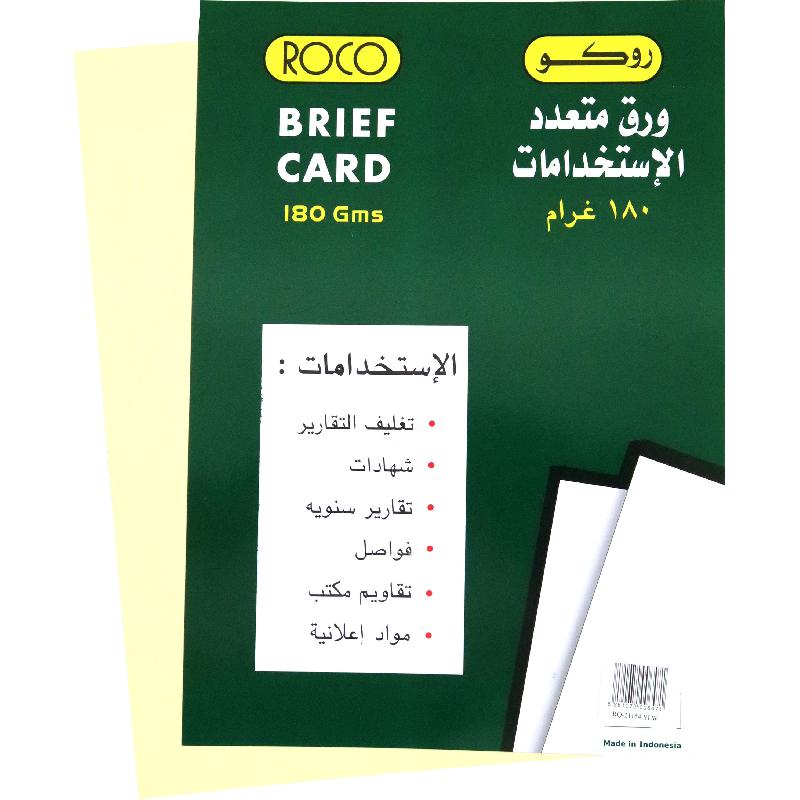 ROCO
BRIEF
CARD
180 Gms
روكو
ورق متعدد
الإستخدامات
١٨٠ غرام
الإستخدامات :
• تغليف التقارير
• شهادات
• تقارير سنويه
• فواصل
• تقاويم مكتب
• مواد إعلانية
Made in Indonesia